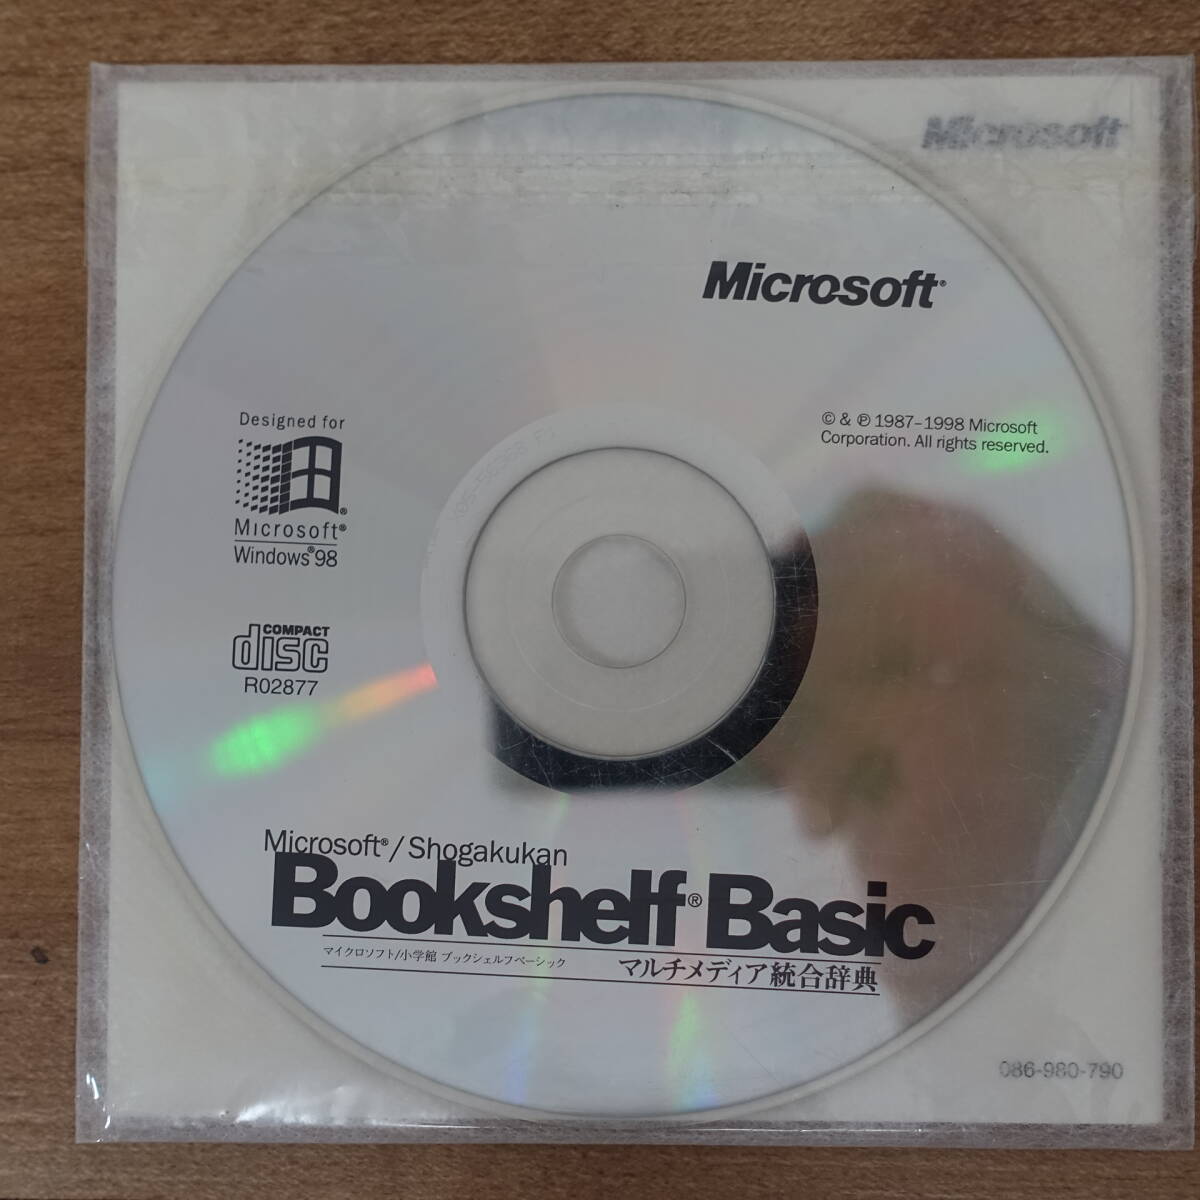 Microsoft
Microsoft®
Designed for
Microsoft®
Windows®98
© & ℗ 1987–1998 Microsoft
Corporation. All rights reserved.
COMPACT
disc
R02877
Microsoft®/Shogakukan
Bookshelf® Basic
マイクロソフト/小学館 ブックシェルフベーシック
マルチメディア統合辞典
086-980-790